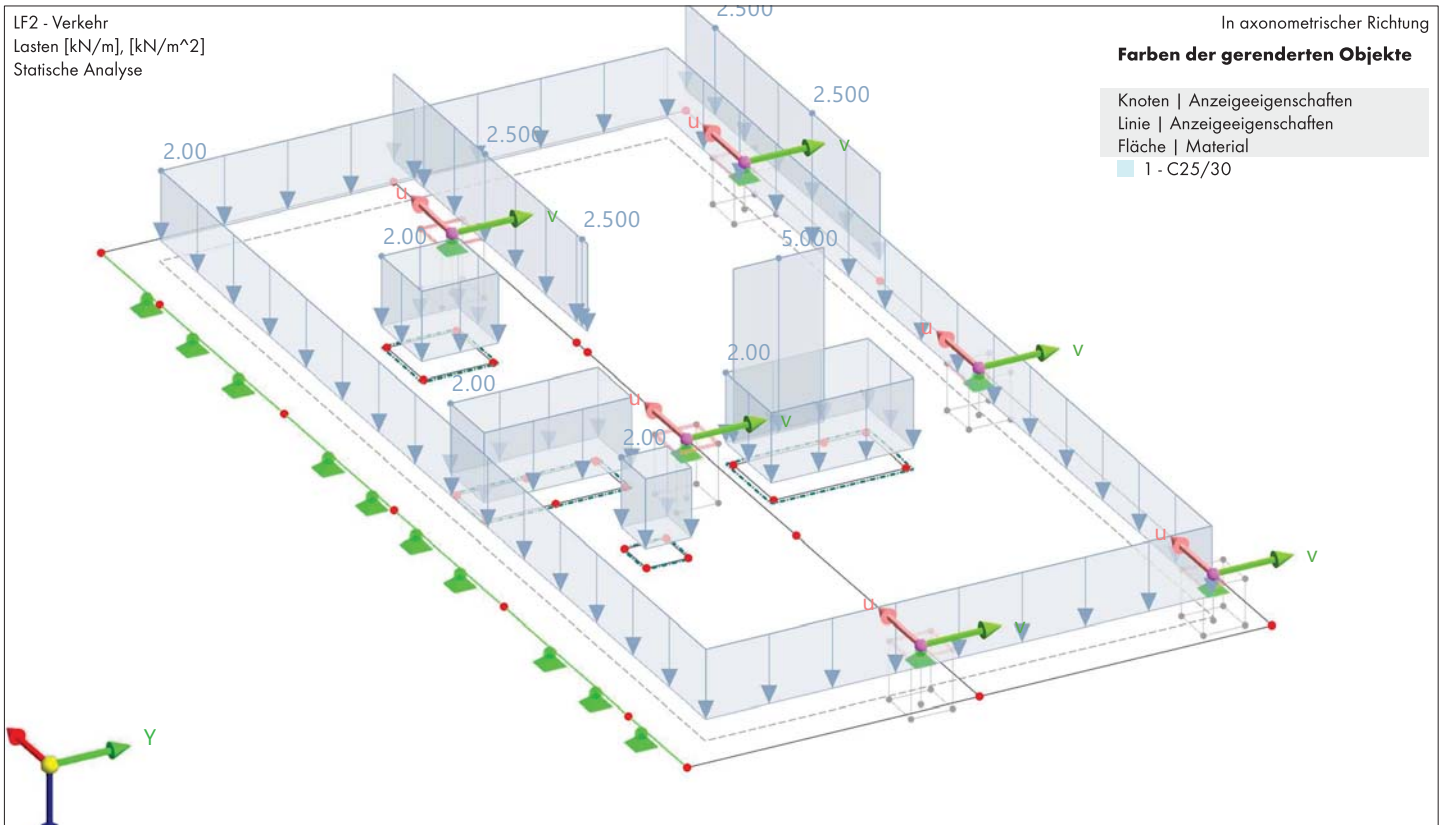 LF2 - Verkehr
Lasten [kN/m], [kN/m^2]
Statische Analyse
In axonometrischer Richtung
Farben der gerenderten Objekte
Knoten | Anzeigeeigenschaften
Linie | Anzeigeeigenschaften
Fläche | Material
1 - C25/30
2.500
2.500
u
v
2.500
2.00
u
v
2.500
2.00
5.000
u
v
2.00
2.00
u
v
2.00
u
v
u
v
Y